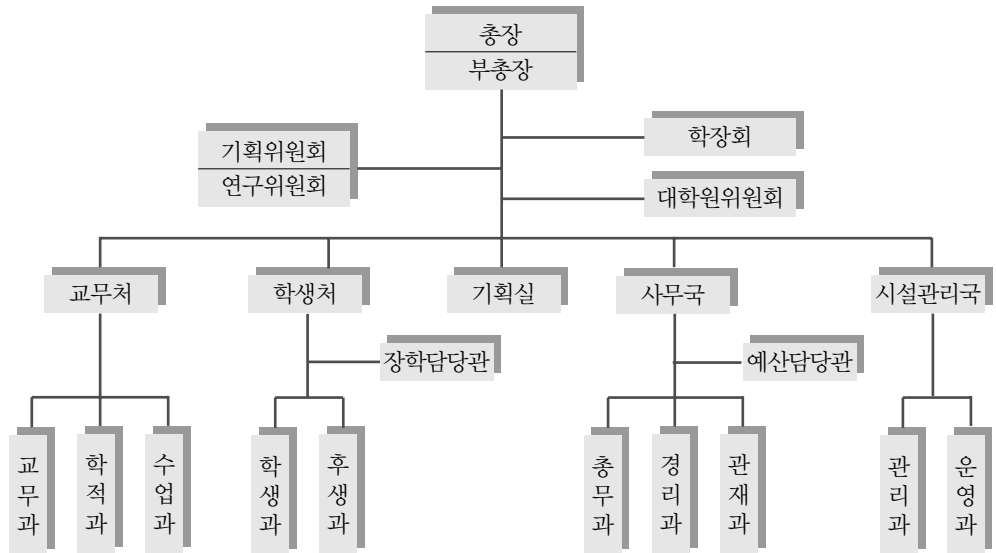 총장
부총장
학장회
기획위원회
연구위원회
대학원위원회
교무처
학생처
기획실
사무국
시설관리국
장학담당관
예산담당관
교무과
학적과
수업과
학생과
후생과
총무과
경리과
관재과
관리과
운영과